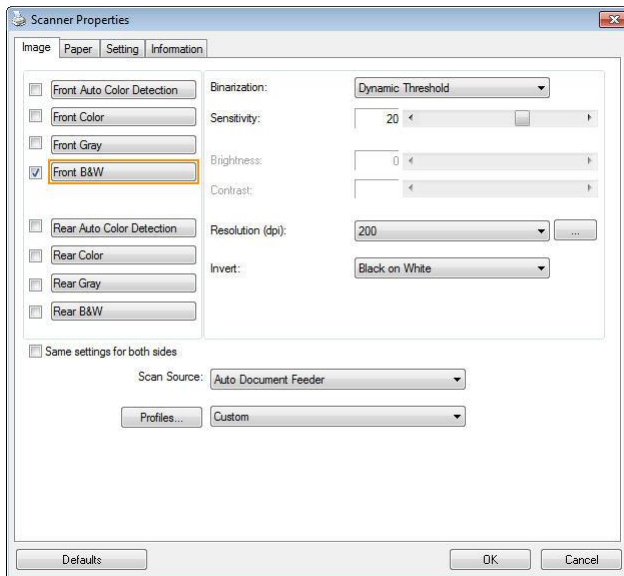 Scanner Properties
Image Paper Setting Information
Front Auto Color Detection
Front Color
Front Gray
Front B&W
Rear Auto Color Detection
Rear Color
Rear Gray
Rear B&W
Binarization: Dynamic Threshold
Sensitivity: 20
Brightness: 0
Contrast:
Resolution (dpi): 200 ...
Invert: Black on White
Same settings for both sides
Scan Source: Auto Document Feeder
Profiles... Custom
Defaults OK Cancel